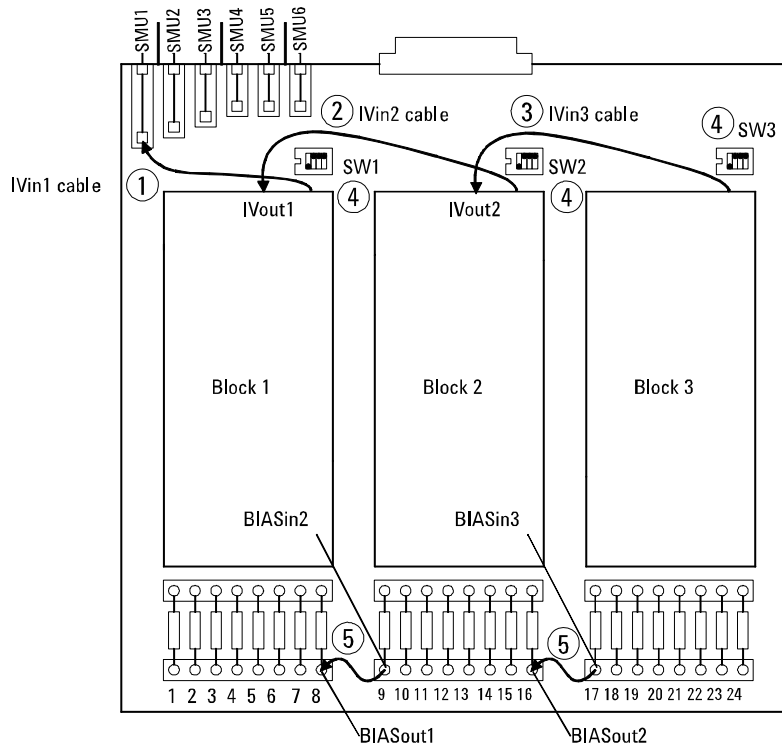 SMU1 SMU2 SMU3 SMU4 SMU5 SMU6
② IVin2 cable ③ IVin3 cable ④ SW3
IVin1 cable ① SW1 ④ SW2 ④
IVout1 IVout2
Block 1 Block 2 Block 3
BIASin2 BIASin3
⑤ ⑤
1 2 3 4 5 6 7 8 9 10 11 12 13 14 15 16 17 18 19 20 21 22 23 24
BIASout1 BIASout2